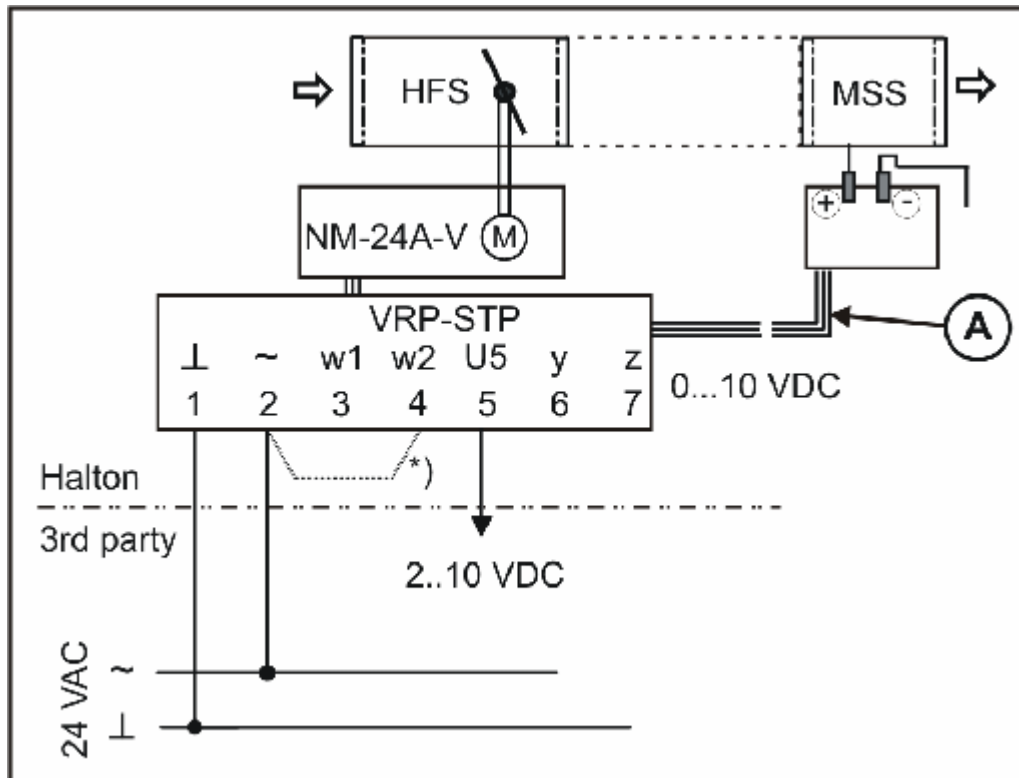 HFS
MSS
NM-24A-V M
+ -
VRP-STP
A
⊥ ~ w1 w2 U5 y z
1 2 3 4 5 6 7
0...10 VDC
*)
Halton
3rd party
2..10 VDC
24 VAC
~
⊥